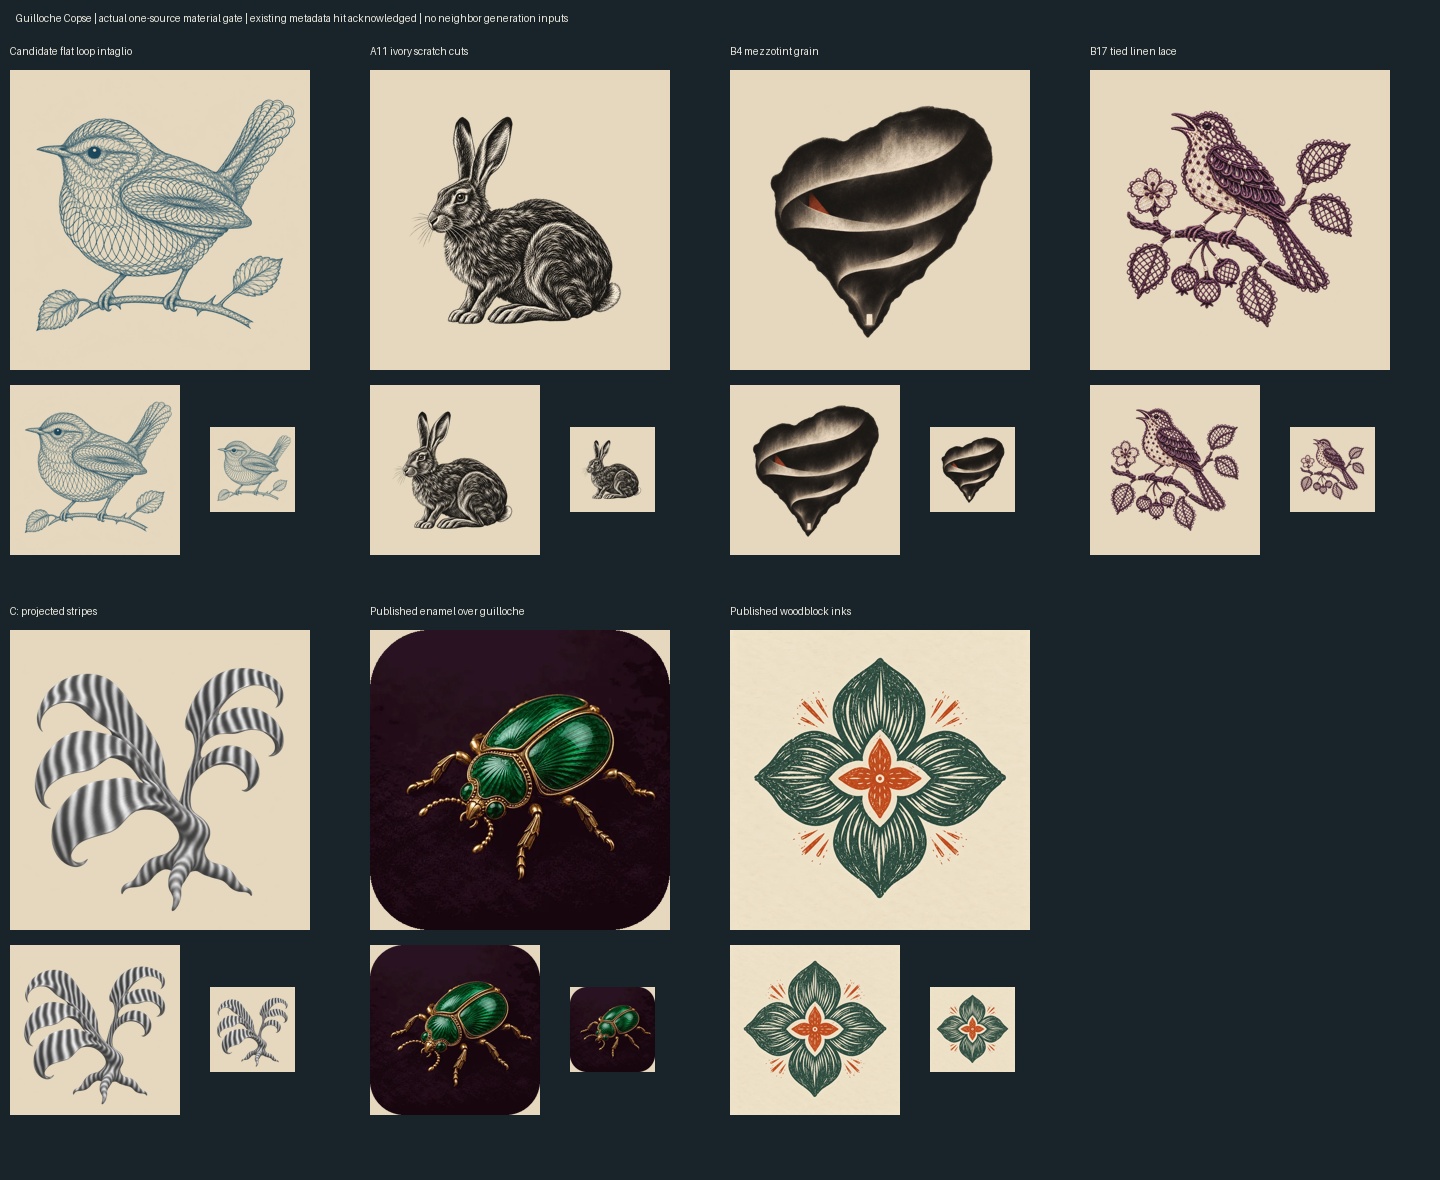 Guilloche Copse | actual one-source material gate | existing metadata hit acknowledged | no neighbor generation inputs
Candidate flat loop intaglio
A11 ivory scratch cuts
B4 mezzotint grain
B17 tied linen lace
C: projected stripes
Published enamel over guilloche
Published woodblock inks